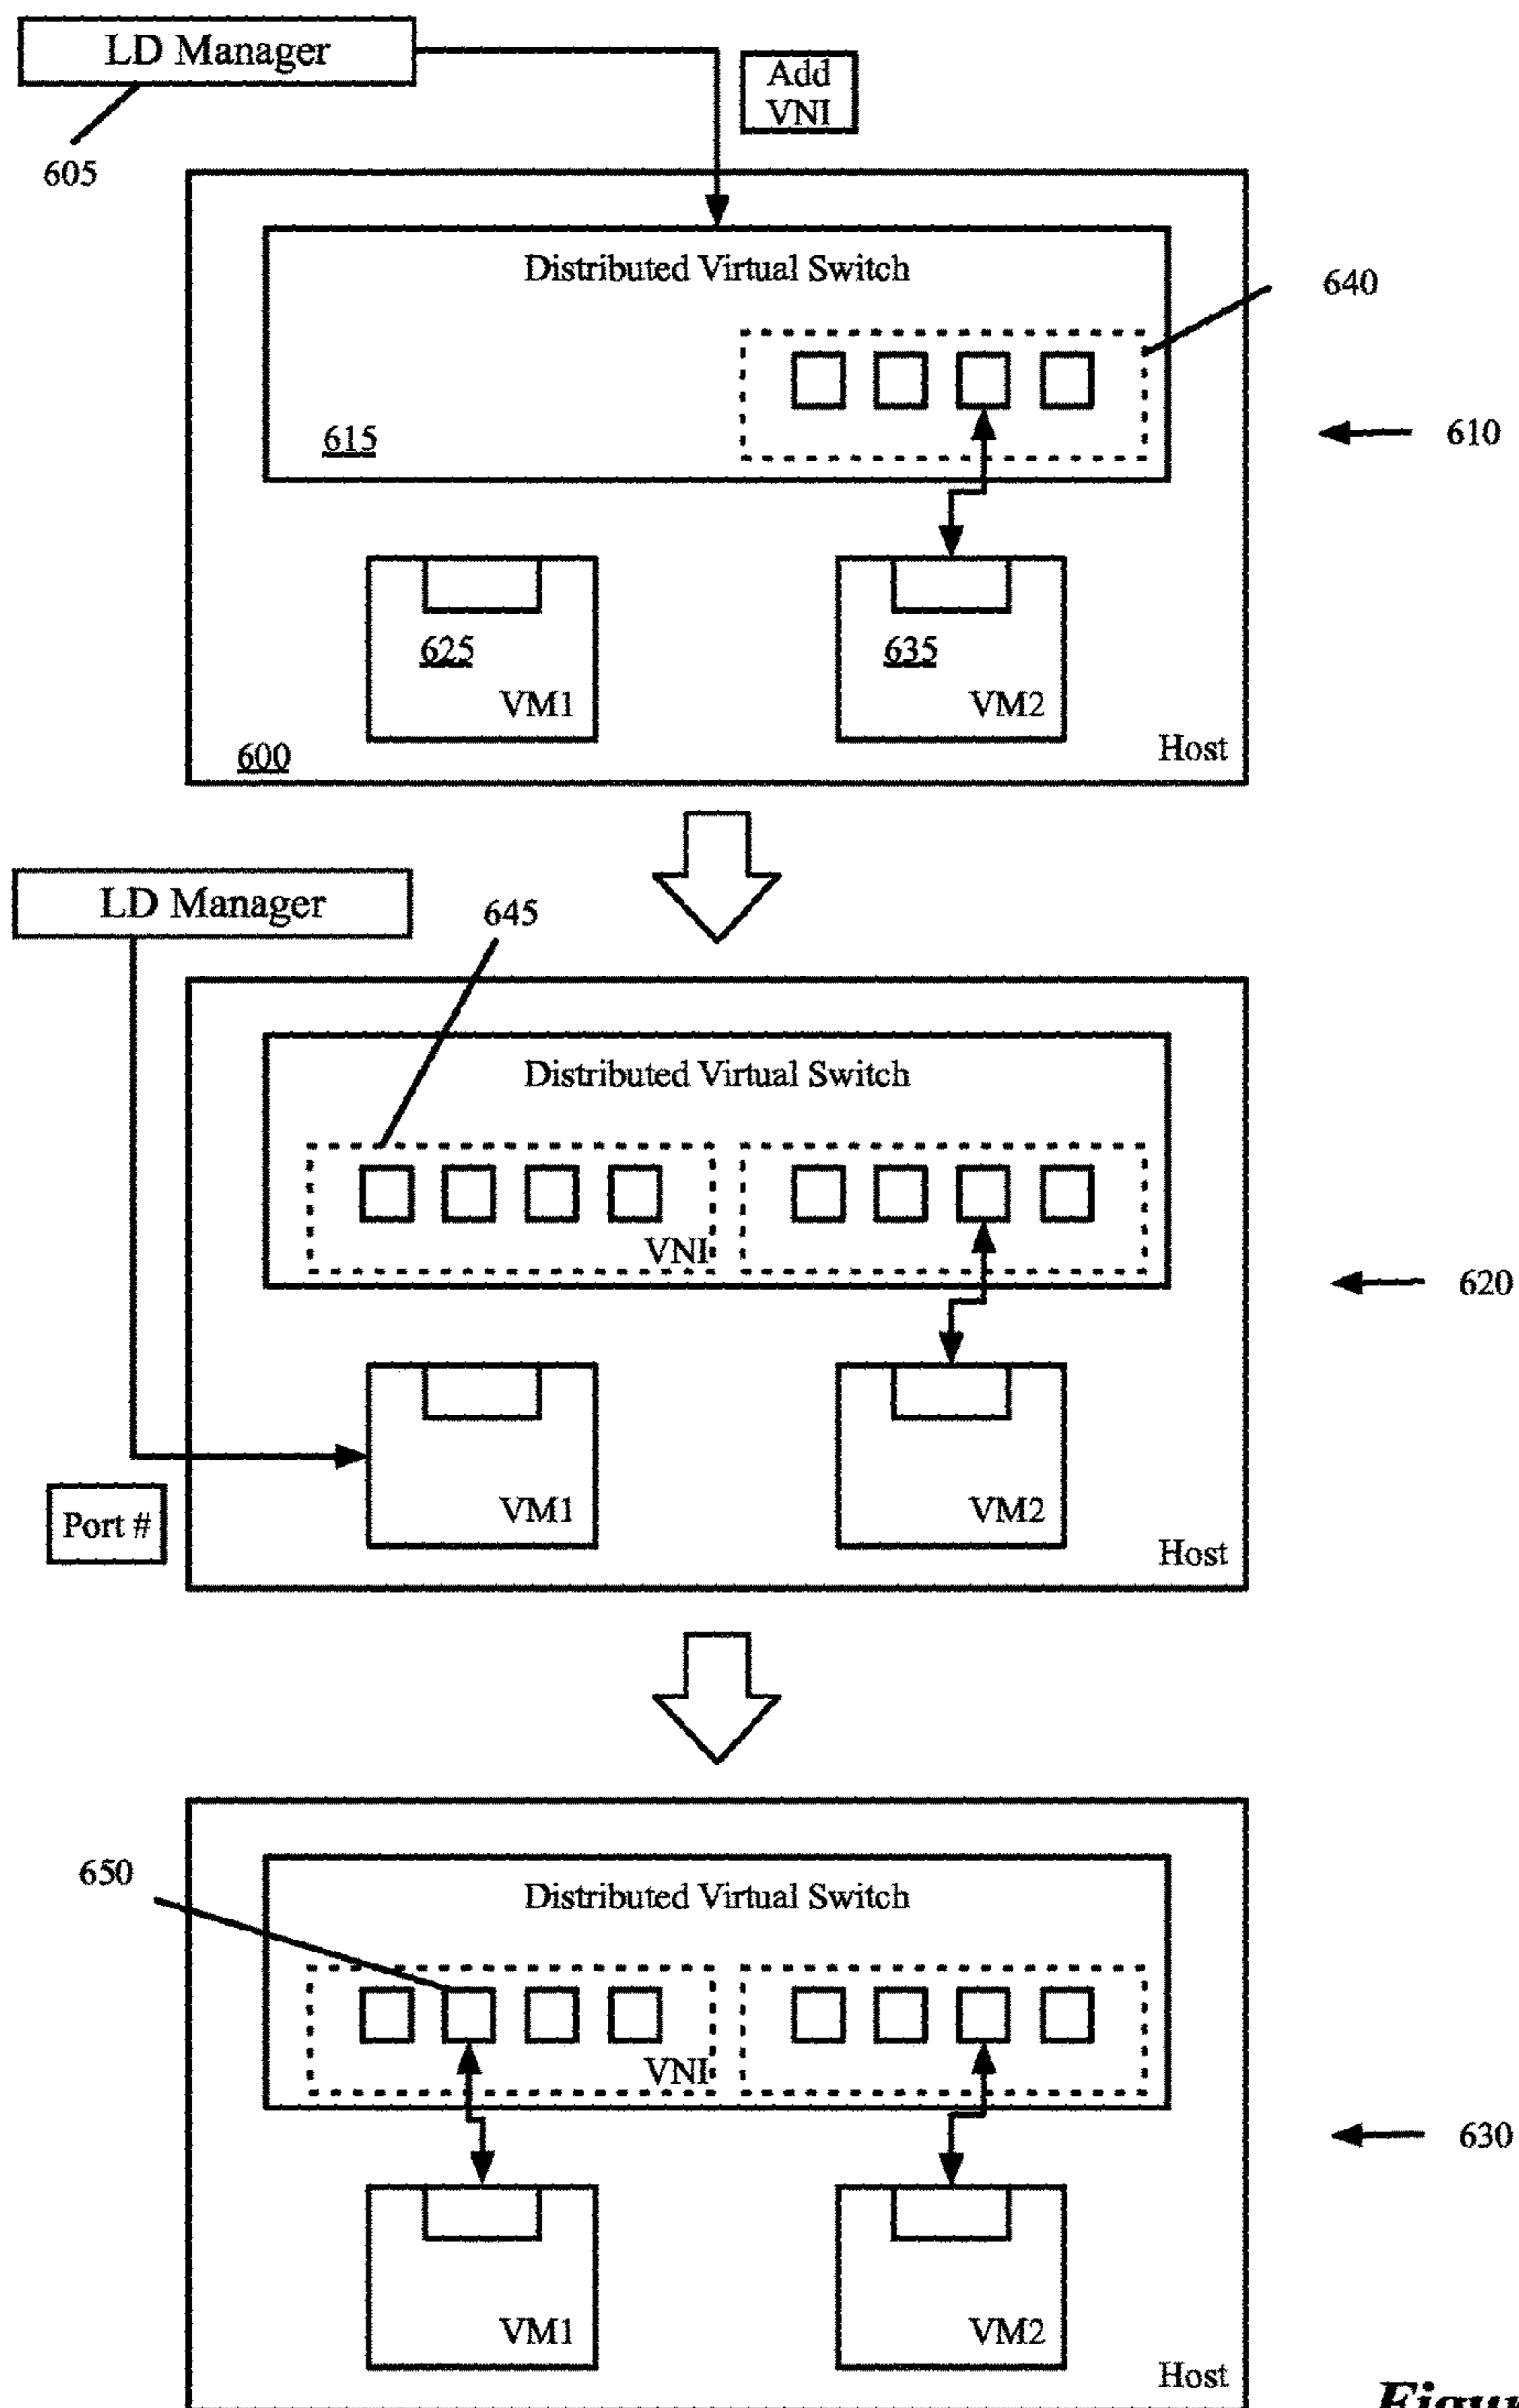 LD Manager
Add
VNI
605
Distributed Virtual Switch
640
615
610
625
635
VM1
VM2
600
Host
LD Manager
645
Distributed Virtual Switch
VNI
620
Port #
VM1
VM2
Host
650
Distributed Virtual Switch
VNI
630
VM1
VM2
Host